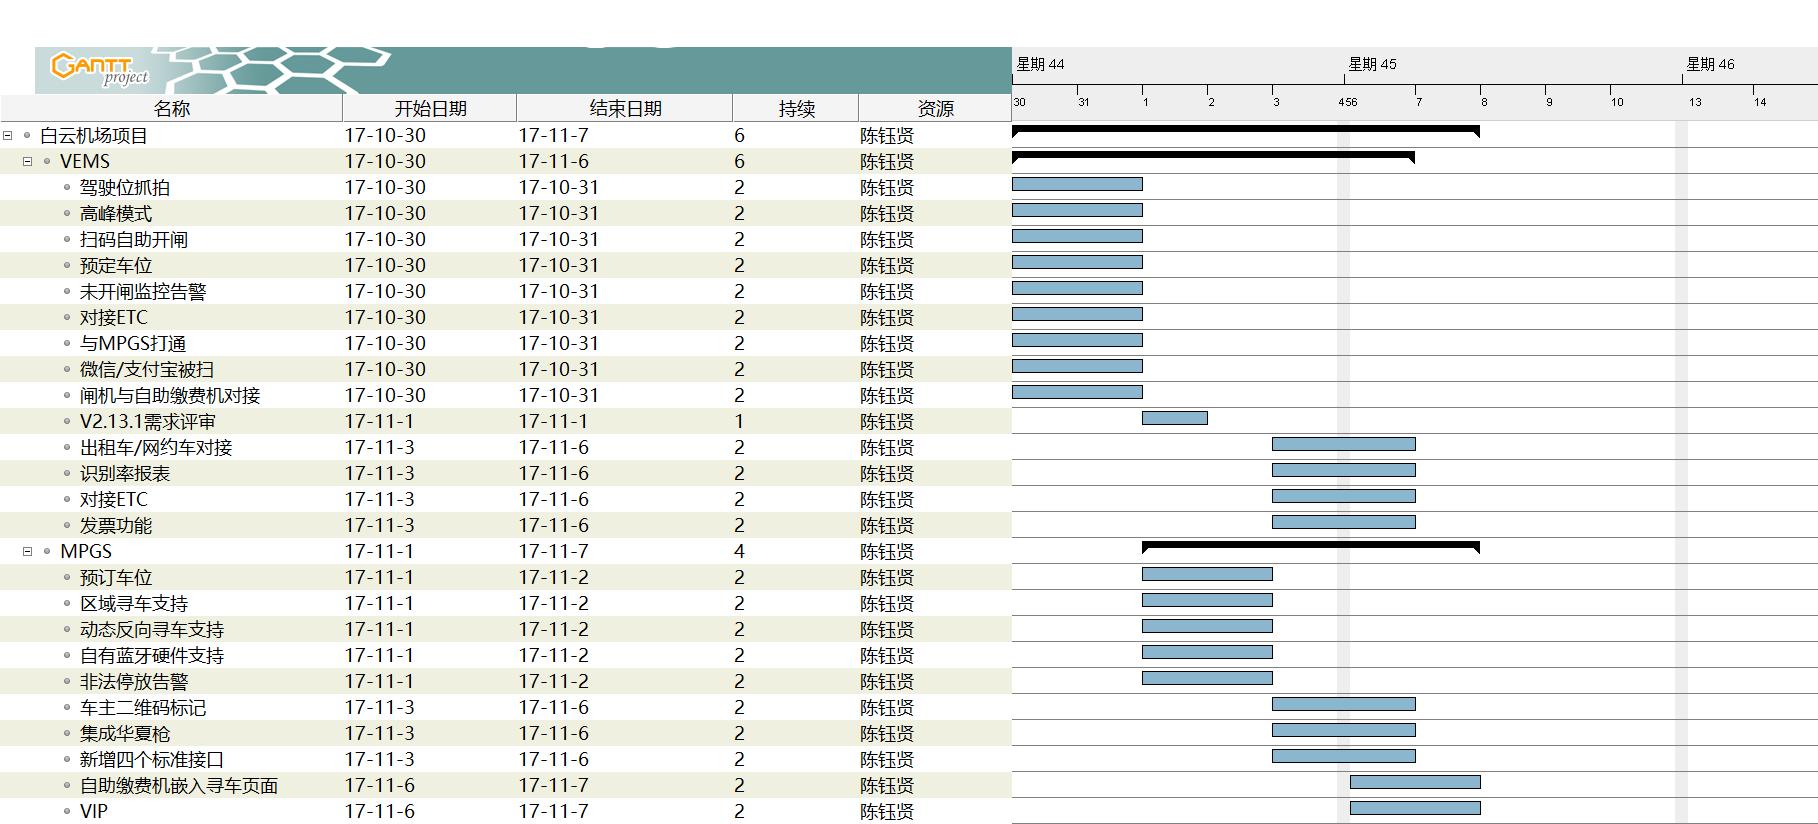 GANTT project
星期 44 星期 45 星期 46
名称 开始日期 结束日期 持续 资源 30 31 1 2 3 4 5 6 7 8 9 10 13 14
白云机场项目 17-10-30 17-11-7 6 陈钰贤
VEMS 17-10-30 17-11-6 6 陈钰贤
驾驶位抓拍 17-10-30 17-10-31 2 陈钰贤
高峰模式 17-10-30 17-10-31 2 陈钰贤
扫码自助开闸 17-10-30 17-10-31 2 陈钰贤
预定车位 17-10-30 17-10-31 2 陈钰贤
未开闸监控告警 17-10-30 17-10-31 2 陈钰贤
对接ETC 17-10-30 17-10-31 2 陈钰贤
与MPGS打通 17-10-30 17-10-31 2 陈钰贤
微信/支付宝被扫 17-10-30 17-10-31 2 陈钰贤
闸机与自助缴费机对接 17-10-30 17-10-31 2 陈钰贤
V2.13.1需求评审 17-11-1 17-11-1 1 陈钰贤
出租车/网约车对接 17-11-3 17-11-6 2 陈钰贤
识别率报表 17-11-3 17-11-6 2 陈钰贤
对接ETC 17-11-3 17-11-6 2 陈钰贤
发票功能 17-11-3 17-11-6 2 陈钰贤
MPGS 17-11-1 17-11-7 4 陈钰贤
预订车位 17-11-1 17-11-2 2 陈钰贤
区域寻车支持 17-11-1 17-11-2 2 陈钰贤
动态反向寻车支持 17-11-1 17-11-2 2 陈钰贤
自有蓝牙硬件支持 17-11-1 17-11-2 2 陈钰贤
非法停放告警 17-11-1 17-11-2 2 陈钰贤
车主二维码标记 17-11-3 17-11-6 2 陈钰贤
集成华夏枪 17-11-3 17-11-6 2 陈钰贤
新增四个标准接口 17-11-3 17-11-6 2 陈钰贤
自助缴费机嵌入寻车页面 17-11-6 17-11-7 2 陈钰贤
VIP 17-11-6 17-11-7 2 陈钰贤